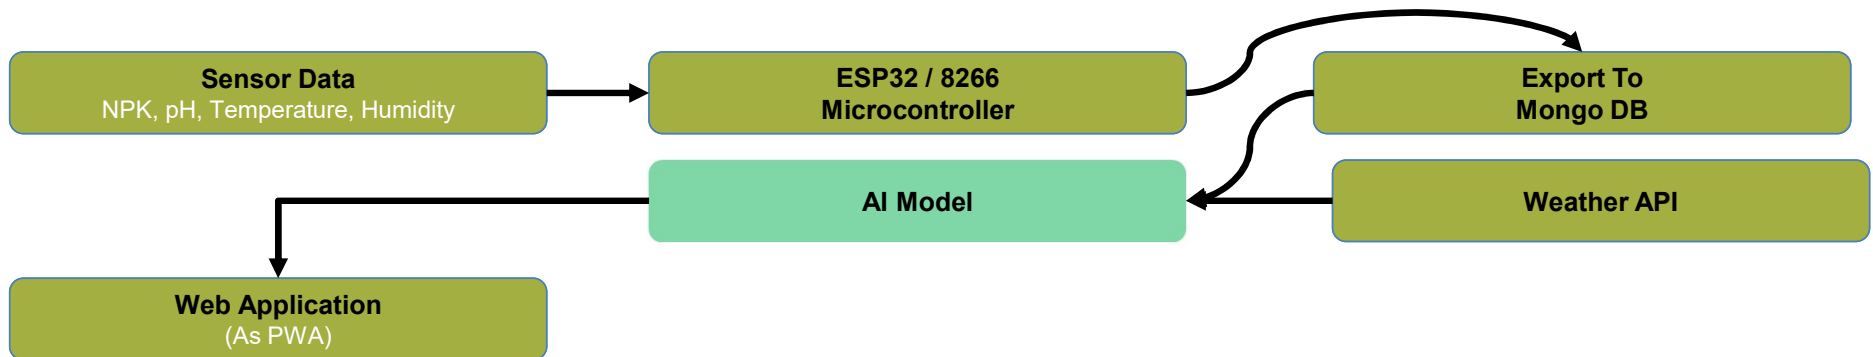 Sensor Data
NPK, pH, Temperature, Humidity
ESP32 / 8266
Microcontroller
Export To
Mongo DB
AI Model
Weather API
Web Application
(As PWA)